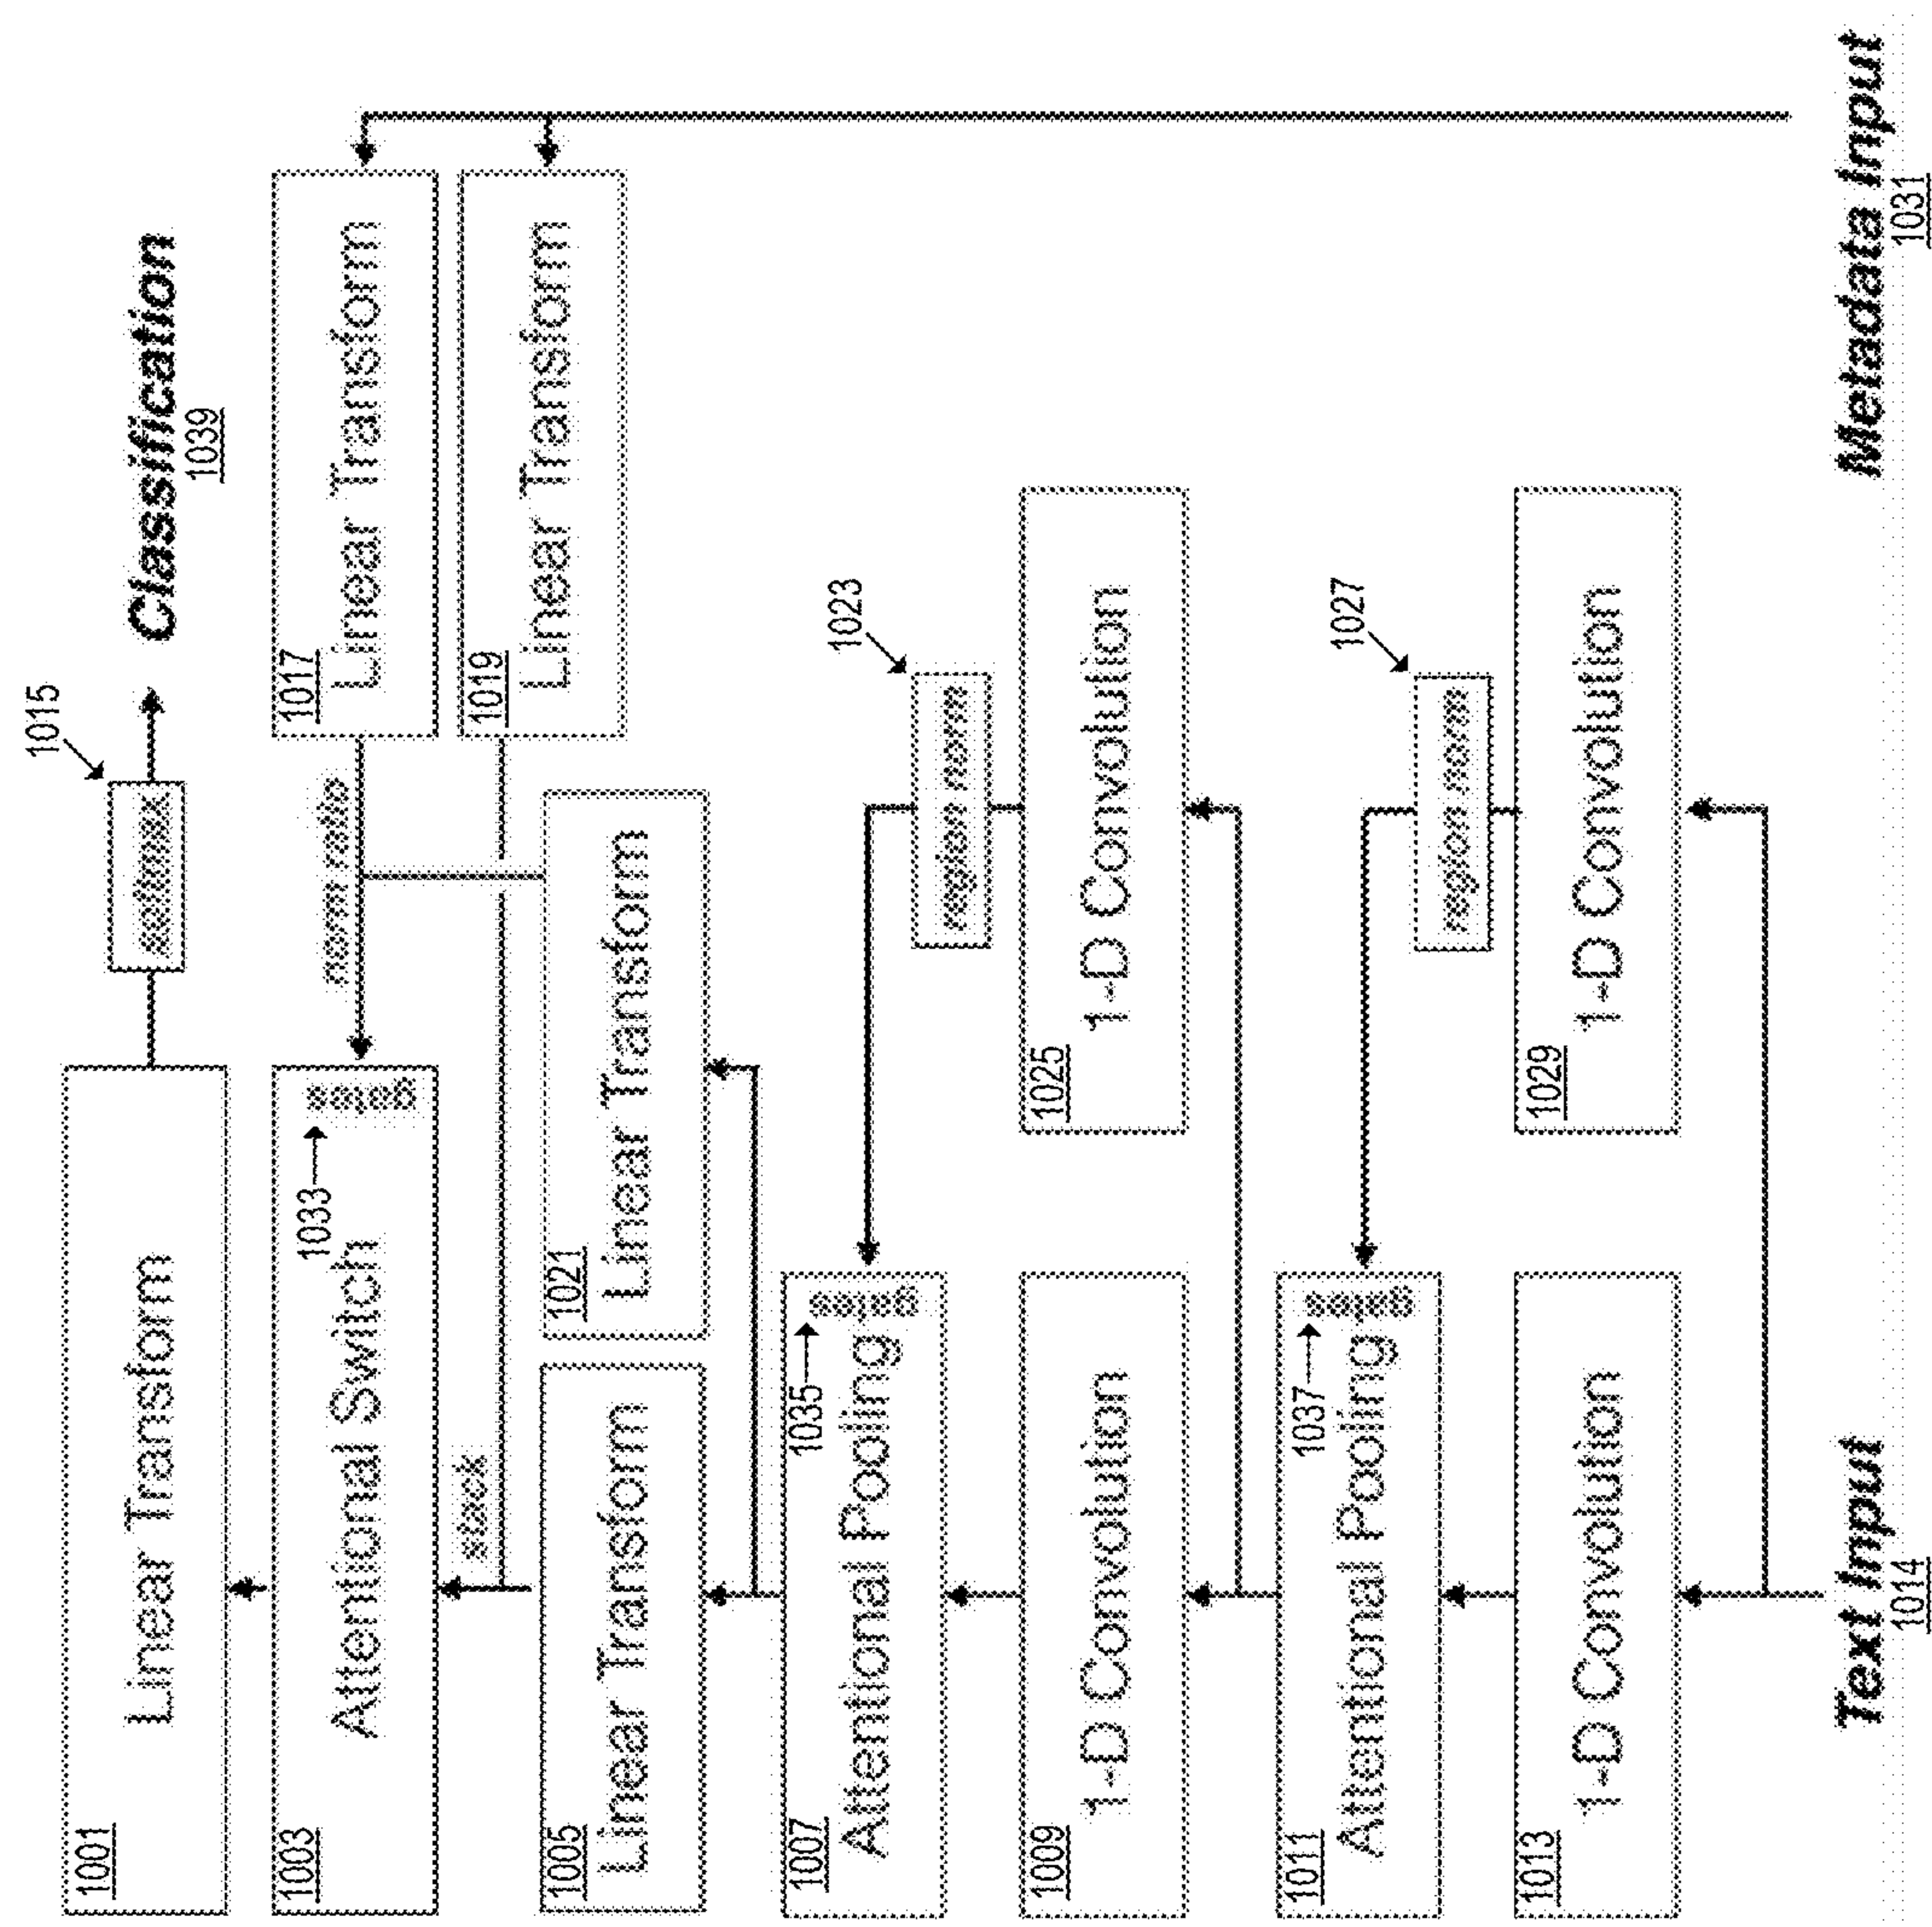 1015
softmax
Classification
1039
1001
Linear Transform
1003
Attentional Switch
1033
gates
norm ratio
1017
Linear Transform
stack
1019
Linear Transform
1005
Linear Transform
1021
Linear Transform
1007
Attentional Pooling
1035
gates
1023
region norm
1009
1-D Convolution
1025
1-D Convolution
1011
Attentional Pooling
1037
gates
1027
region norm
1013
1-D Convolution
1029
1-D Convolution
Text Input
1014
Metadata Input
1031